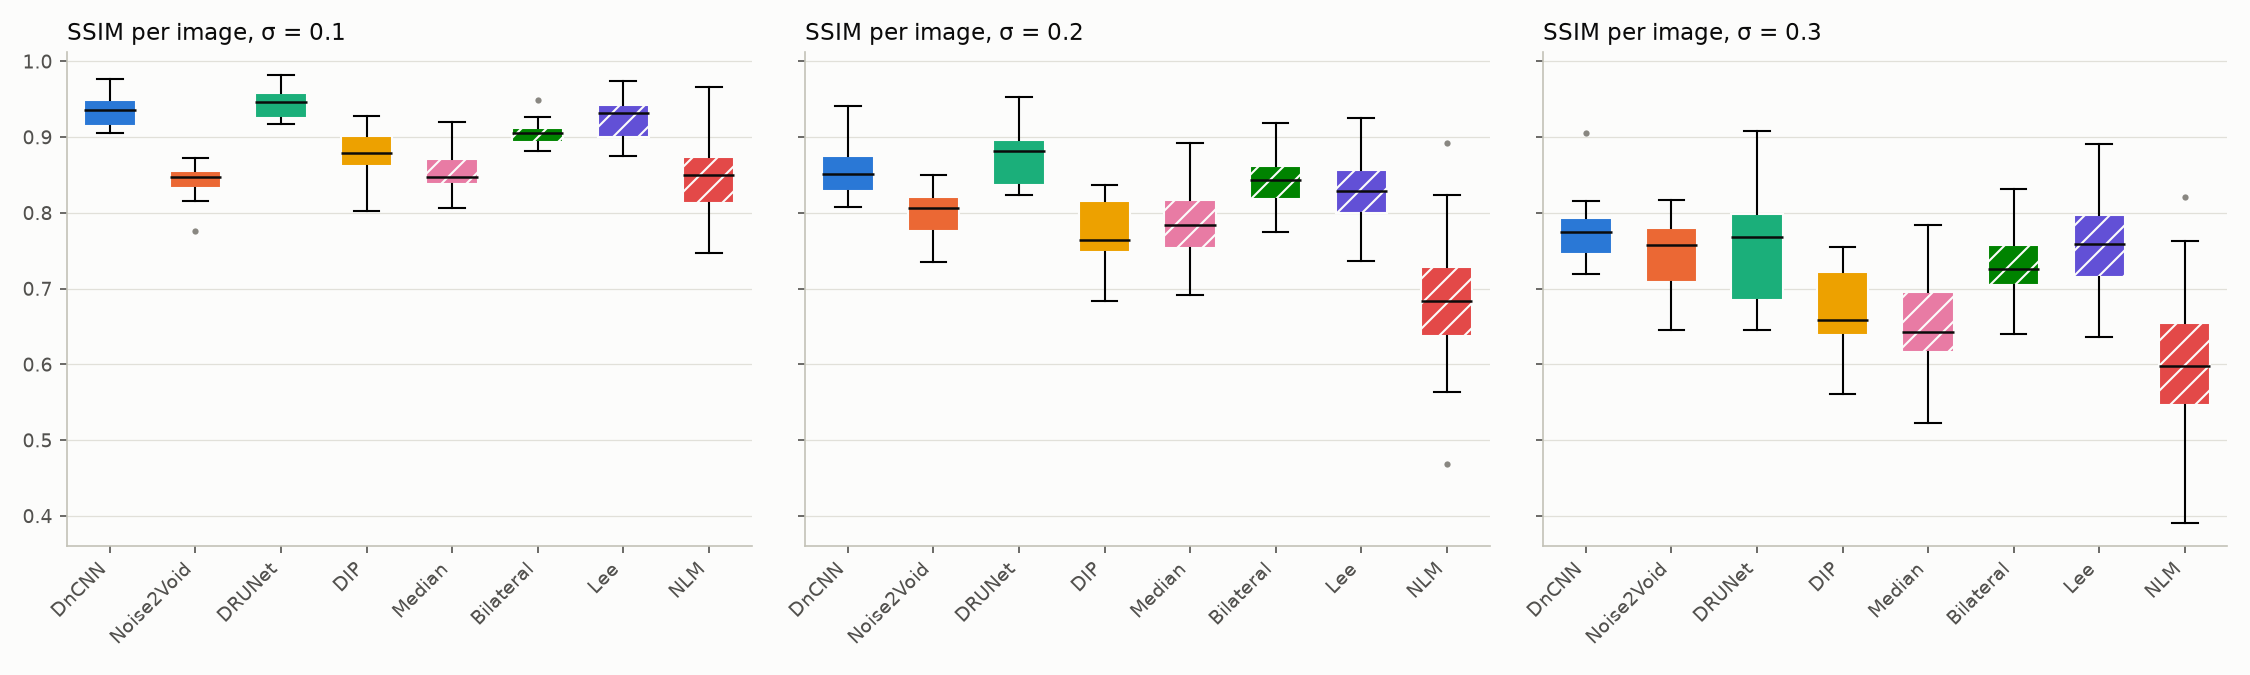 SSIM per image, σ = 0.1
SSIM per image, σ = 0.2
SSIM per image, σ = 0.3
1.0
0.9
0.8
0.7
0.6
0.5
0.4
DnCNN
Noise2Void
DRUNet
DIP
Median
Bilateral
Lee
NLM
DnCNN
Noise2Void
DRUNet
DIP
Median
Bilateral
Lee
NLM
DnCNN
Noise2Void
DRUNet
DIP
Median
Bilateral
Lee
NLM